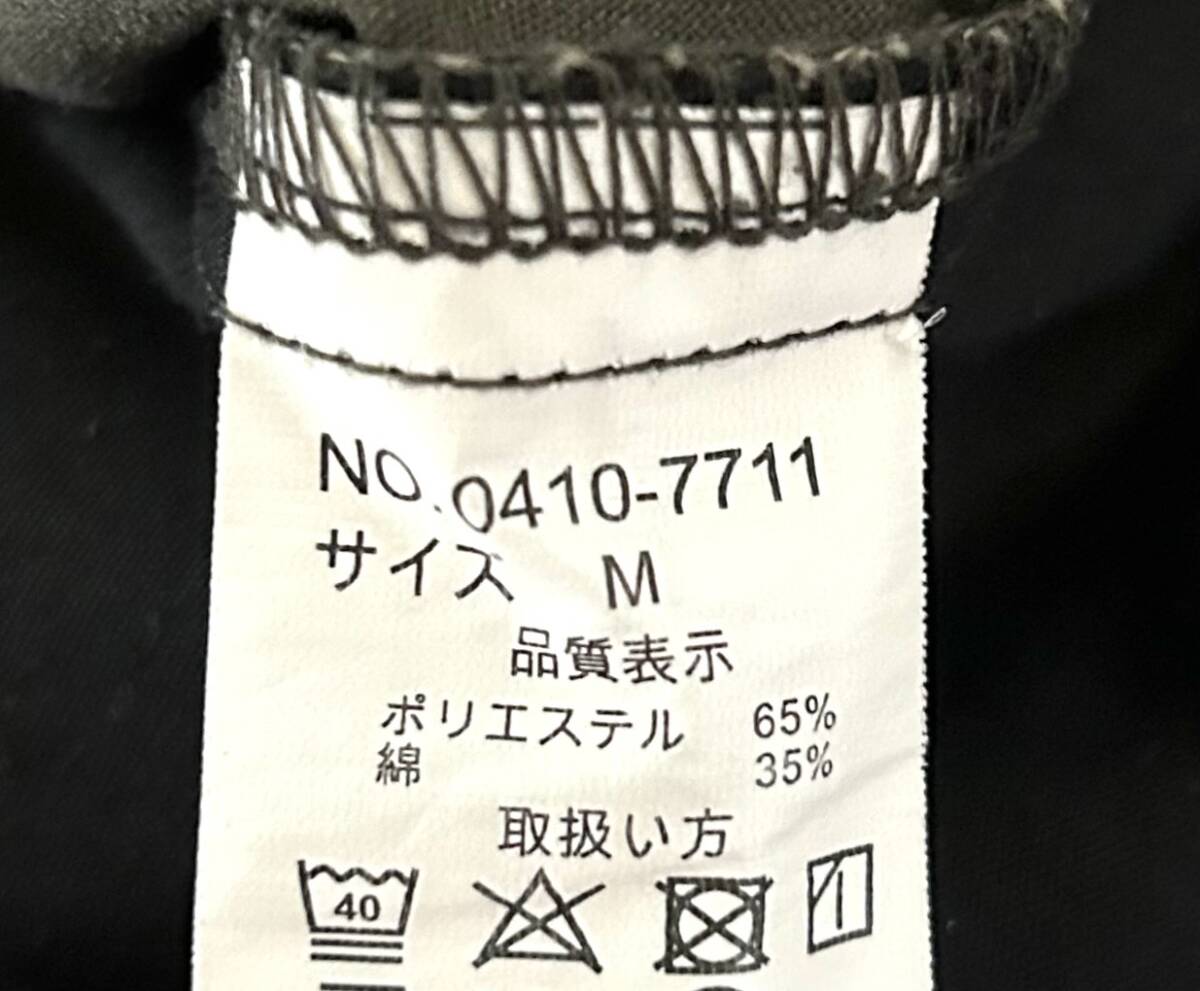 NO.0410-7711
サイズ M
品質表示
ポリエステル 65%
綿 35%
取扱い方
40